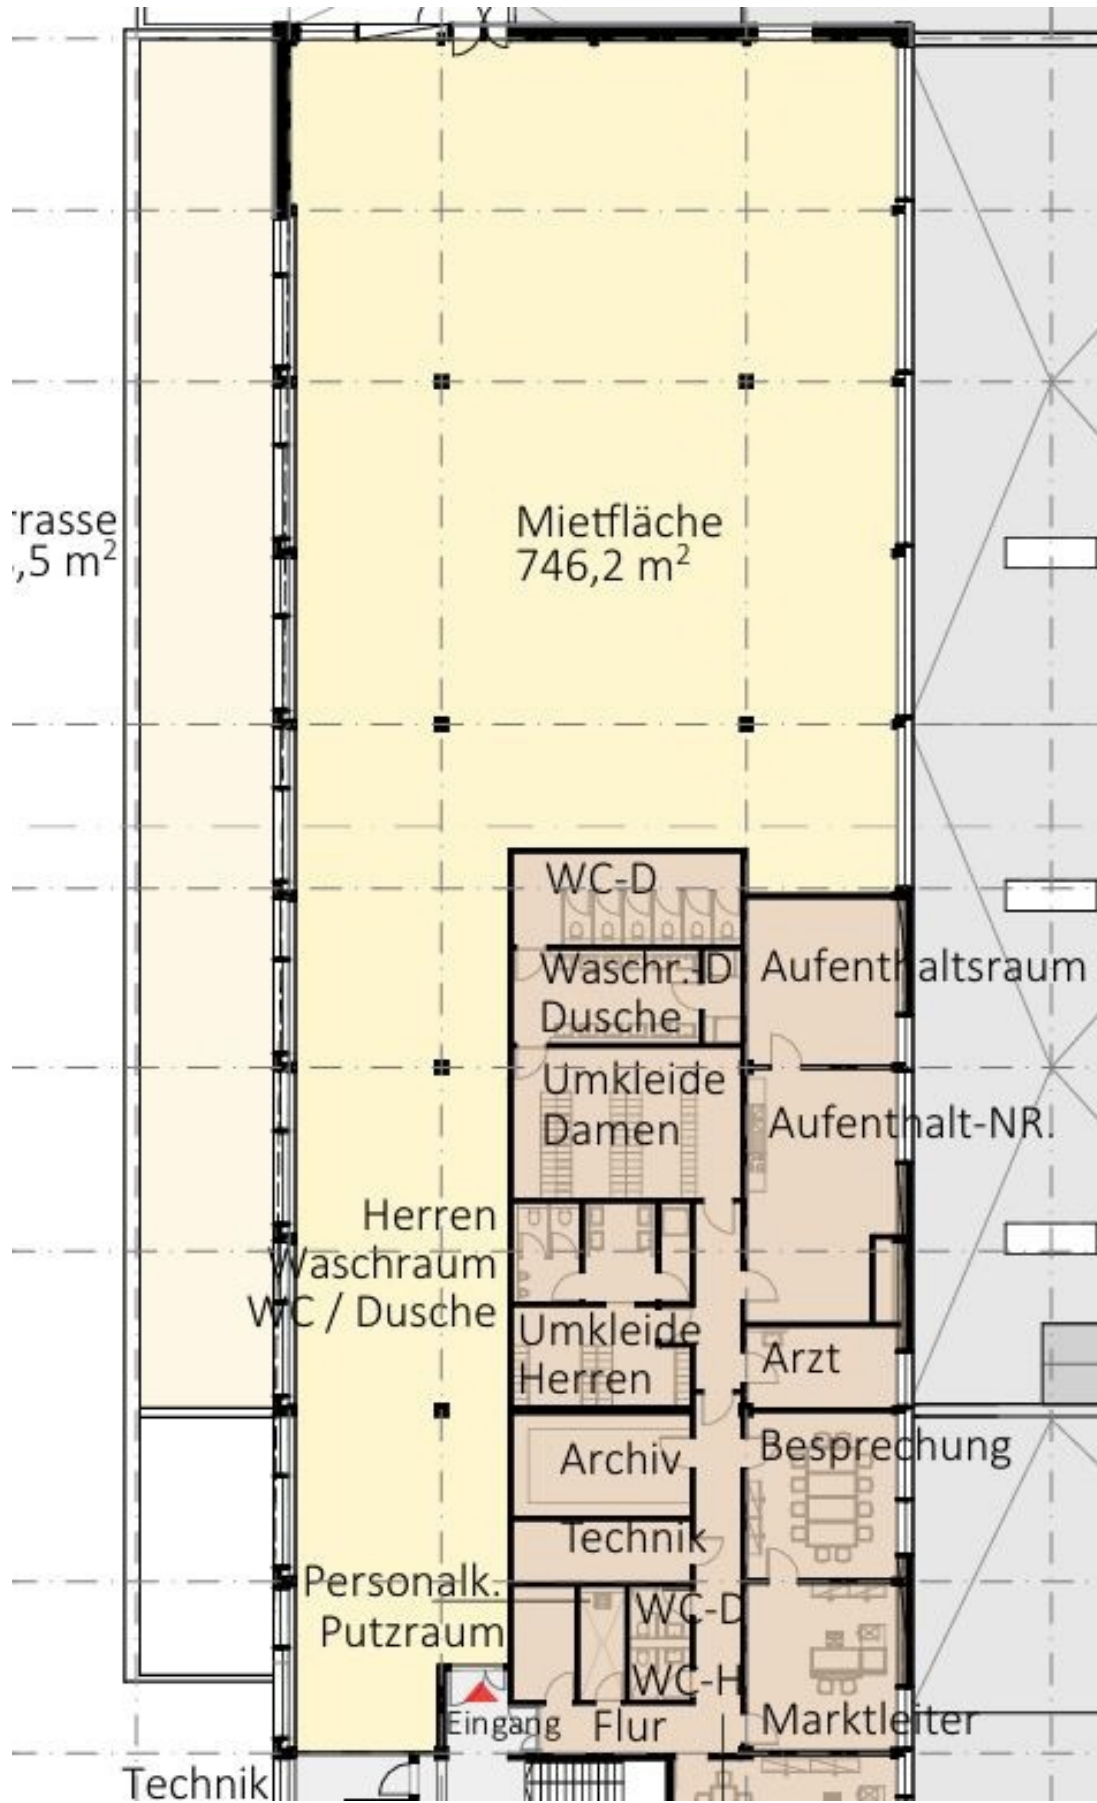 Mietfläche
746,2 m²
,5 m²
WC-D
Waschr.-D
Dusche
Aufenthaltsraum
Umkleide
Damen
Aufenthalt-NR.
Herren
Waschraum
WC / Dusche
Umkleide
Herren
Arzt
Archiv
Besprechung
Technik
Personalk.
Putzraum
WC-D
WC-H
Eingang
Flur
Marktleiter
Technik